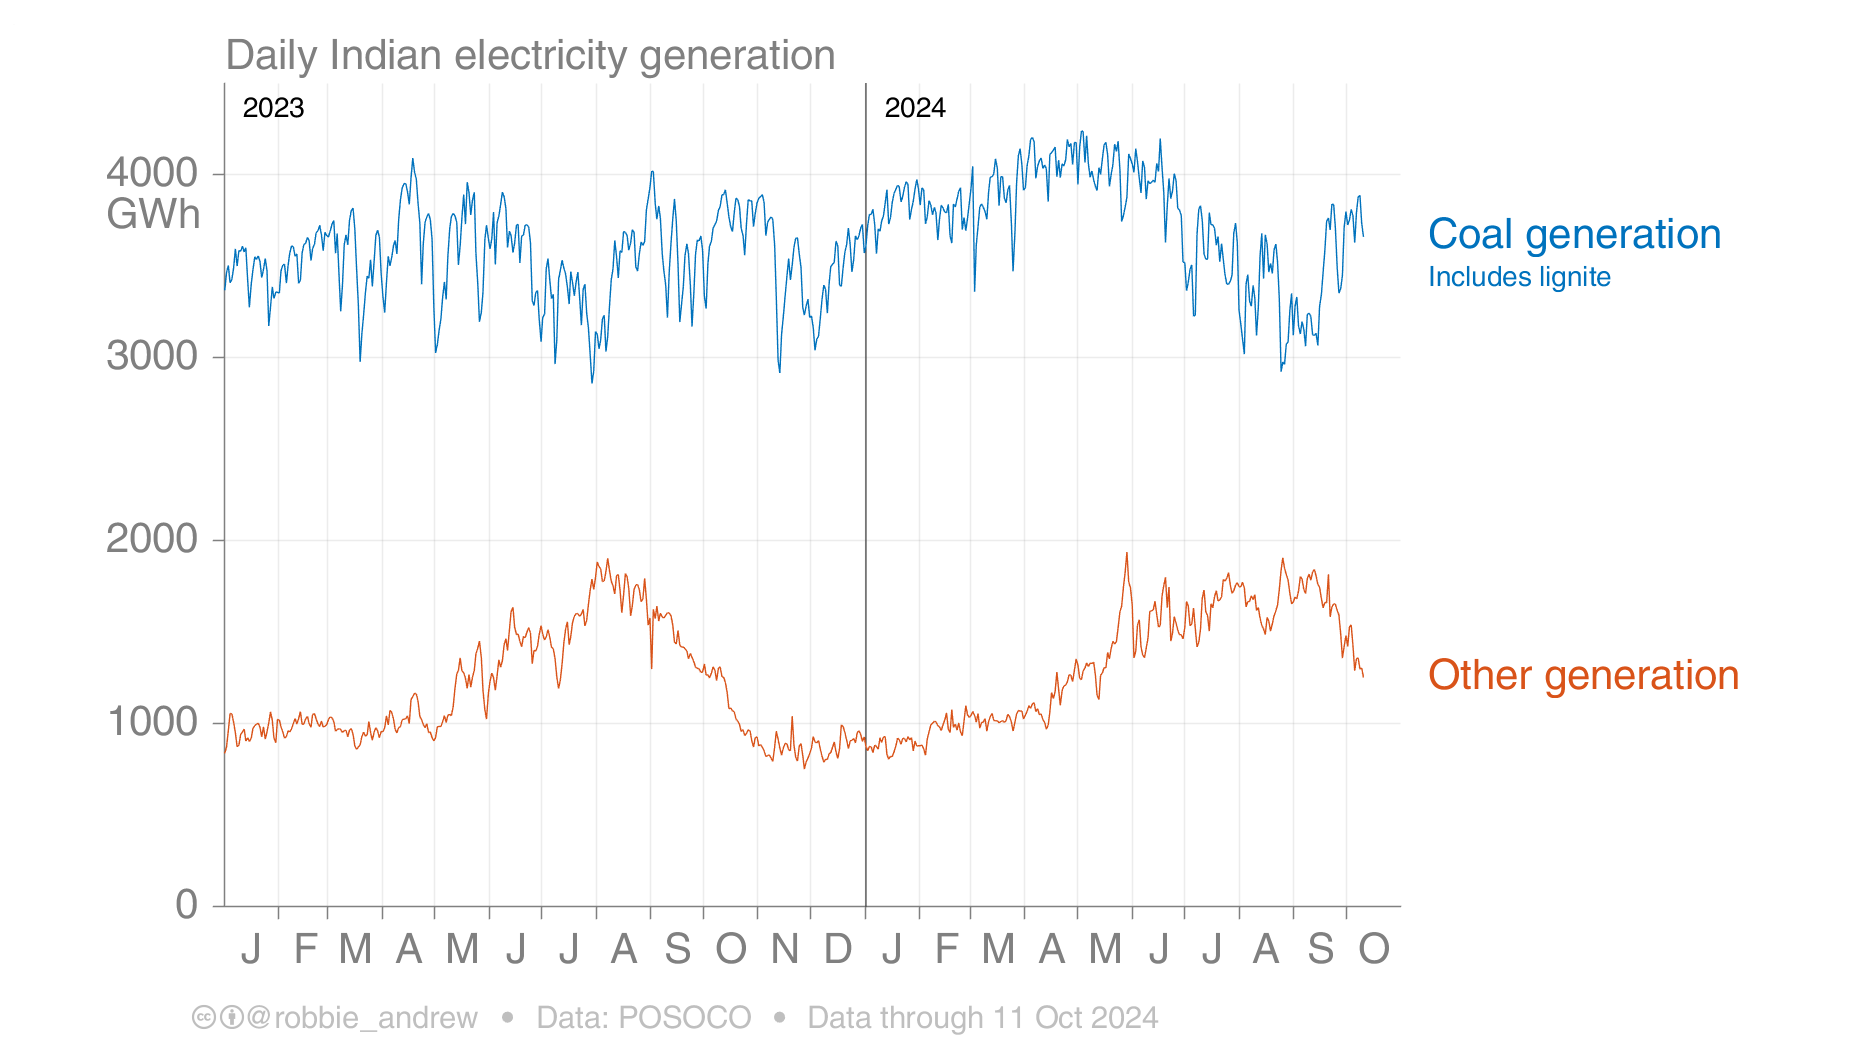 Daily Indian electricity generation
2023
2024
4000
GWh
3000
2000
1000
0
Coal generation
Includes lignite
Other generation
J F M A M J J A S O N D J F M A M J J A S O
cc @robbie_andrew • Data: POSOCO • Data through 11 Oct 2024